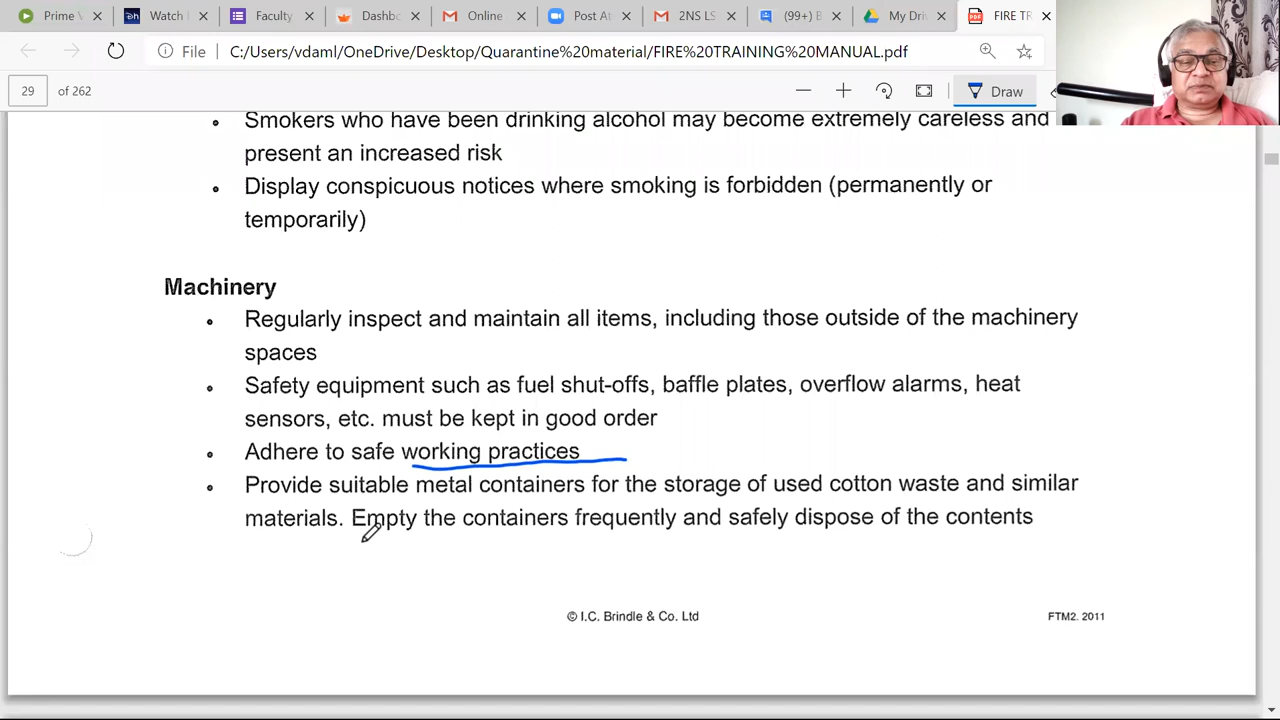 Prime V
Watch I
Faculty
Dashbo
Online
Post At
2NS S
(99+) B
My Driv
FIRE TR
File C:/Users/vdaml/OneDrive/Desktop/Quarantine%20material/FIRE%20TRAINING%20MANUAL.pdf
29 of 262
Draw
Smokers who have been drinking alcohol may become extremely careless and
present an increased risk
Display conspicuous notices where smoking is forbidden (permanently or
temporarily)
Machinery
Regularly inspect and maintain all items, including those outside of the machinery
spaces
Safety equipment such as fuel shut-offs, baffle plates, overflow alarms, heat
sensors, etc. must be kept in good order
Adhere to safe working practices
Provide suitable metal containers for the storage of used cotton waste and similar
materials. Empty the containers frequently and safely dispose of the contents
© I.C. Brindle & Co. Ltd
FTM2. 2011